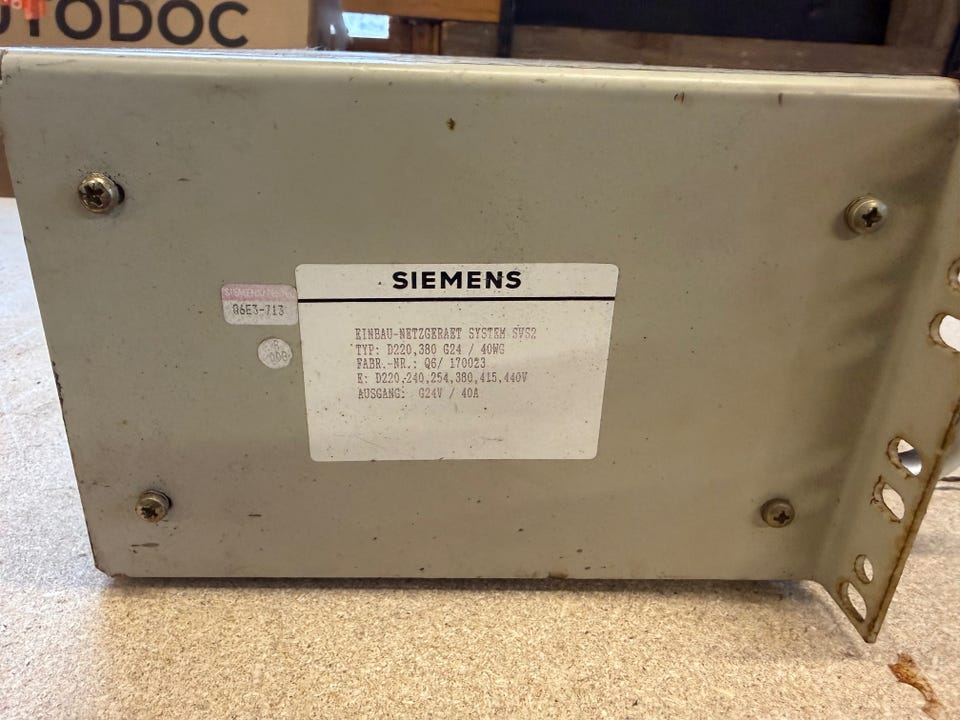 UTODOC
SIEMENS
Q6E3-713
EINBAU-NETZGERAET SYSTEM SVS2
TYP: D220,380 G24 / 40WG
FABR.-NR.: Q6/ 170023
E: D220,240,254,380,415,440V
AUSGANG: G24V / 40A